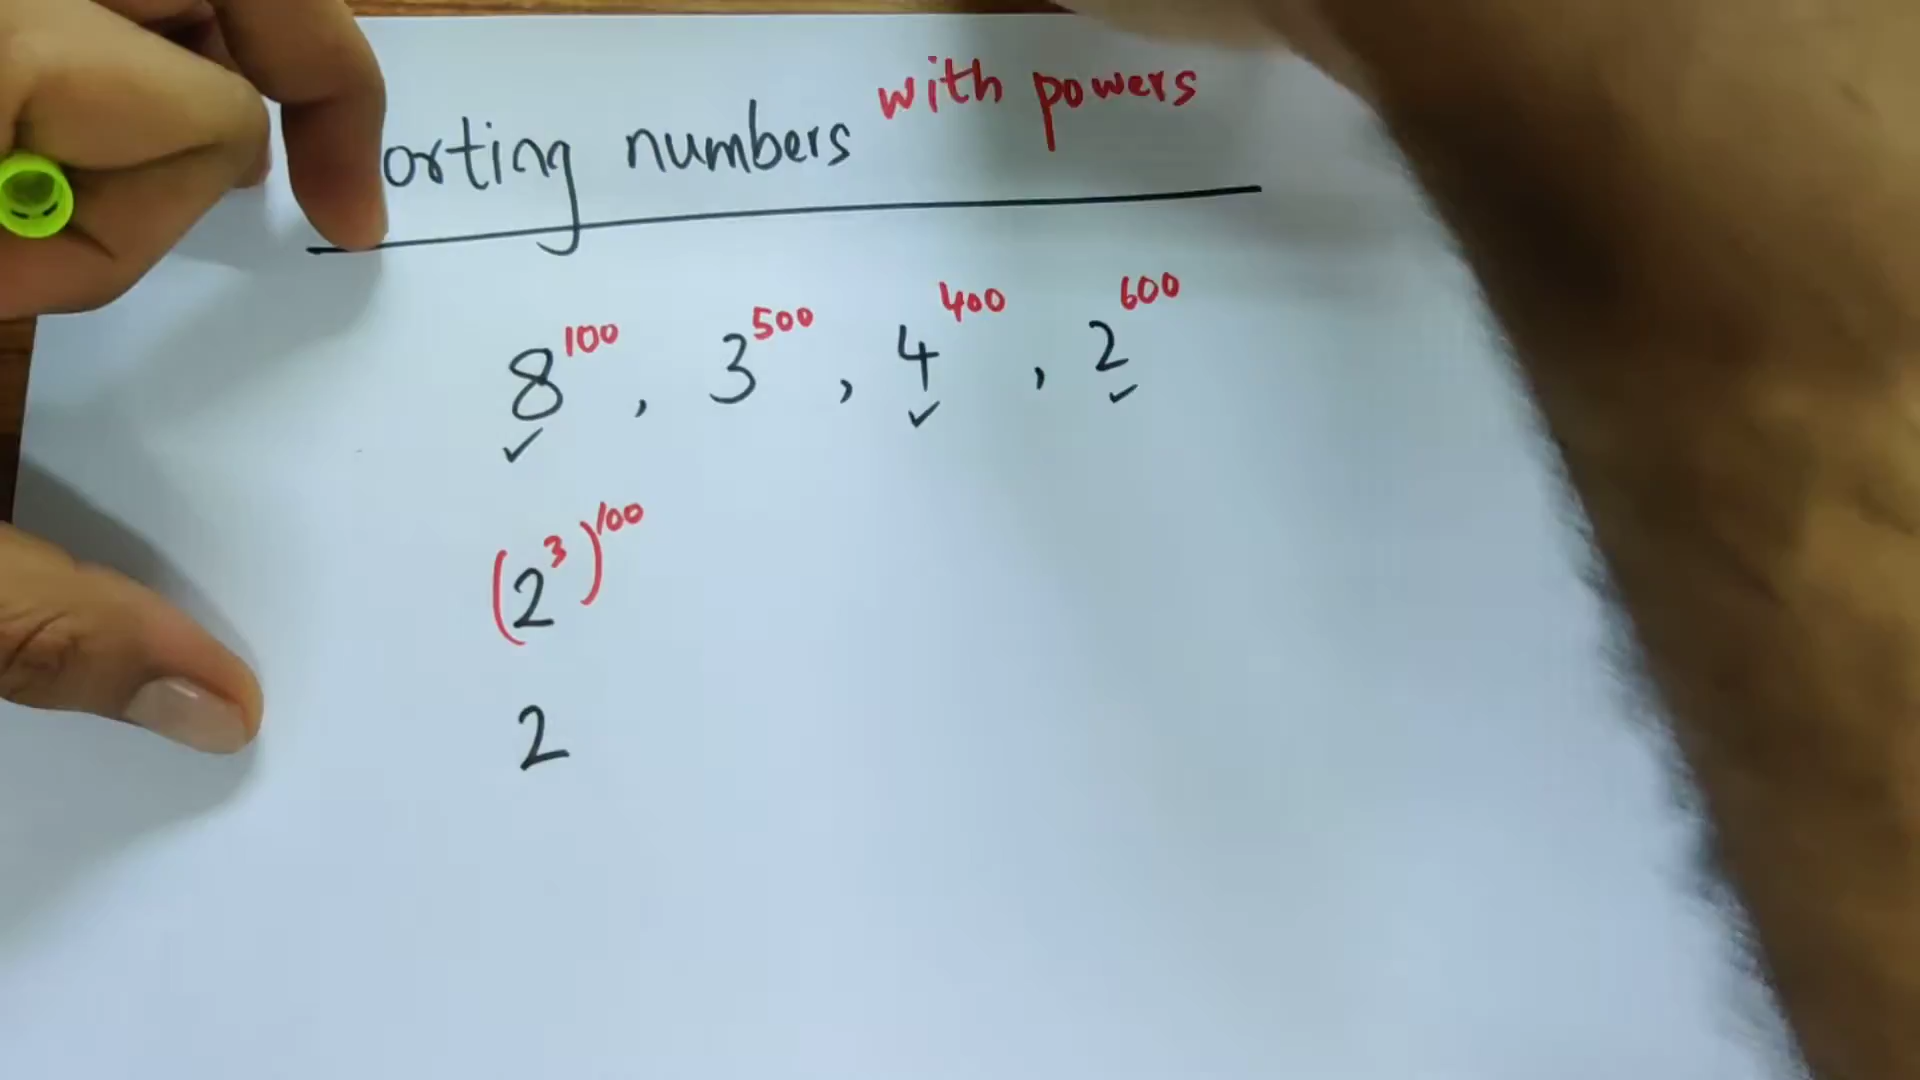 orting numbers with powers
8^100, 3^500, 4^400, 2^600
(2^3)^100
2